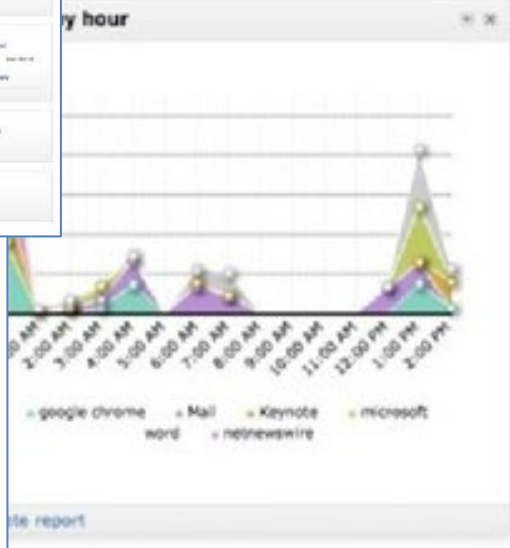 y hour
AM
2:00 AM
3:00 AM
4:00 AM
5:00 AM
6:00 AM
7:00 AM
8:00 AM
9:00 AM
10:00 AM
11:00 AM
12:00 PM
1:00 PM
2:00 PM
google chrome Mail Keynote microsoft
word netnewswire
te report